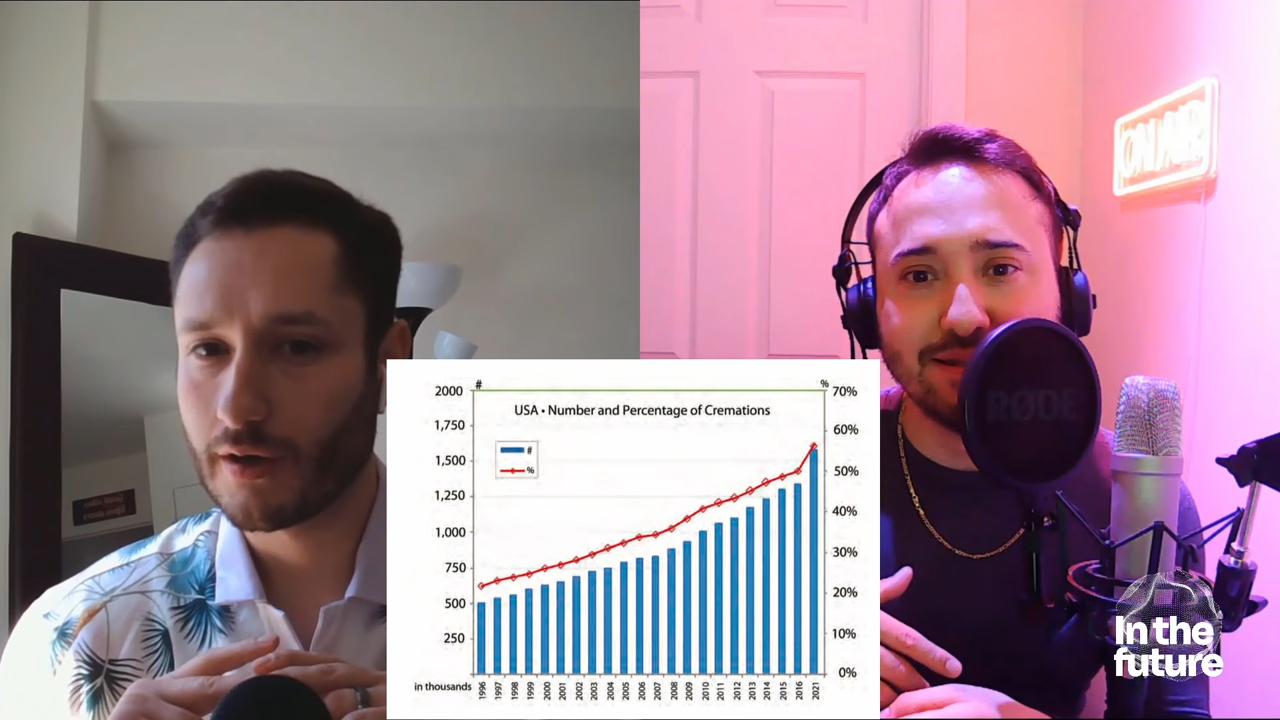 ON AIR
RØDE
# %
2000 70%
USA • Number and Percentage of Cremations
1,750 60%
#
%
1,500 50%
1,250 40%
1,000 30%
750 20%
500 10%
250 0%
in thousands
1996 1997 1998 1999 2000 2001 2002 2003 2004 2005 2006 2007 2008 2009 2010 2011 2012 2013 2014 2015 2016 2021
In the
future